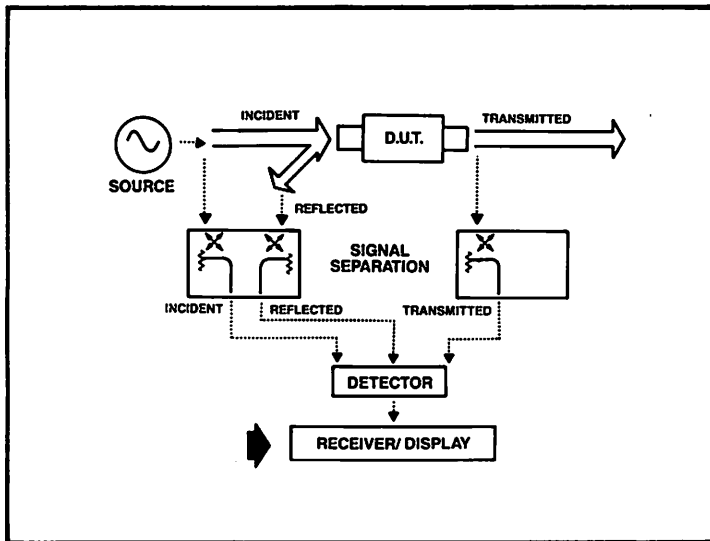 INCIDENT
TRANSMITTED
D.U.T.
SOURCE
REFLECTED
SIGNAL
SEPARATION
INCIDENT
REFLECTED
TRANSMITTED
DETECTOR
RECEIVER/ DISPLAY